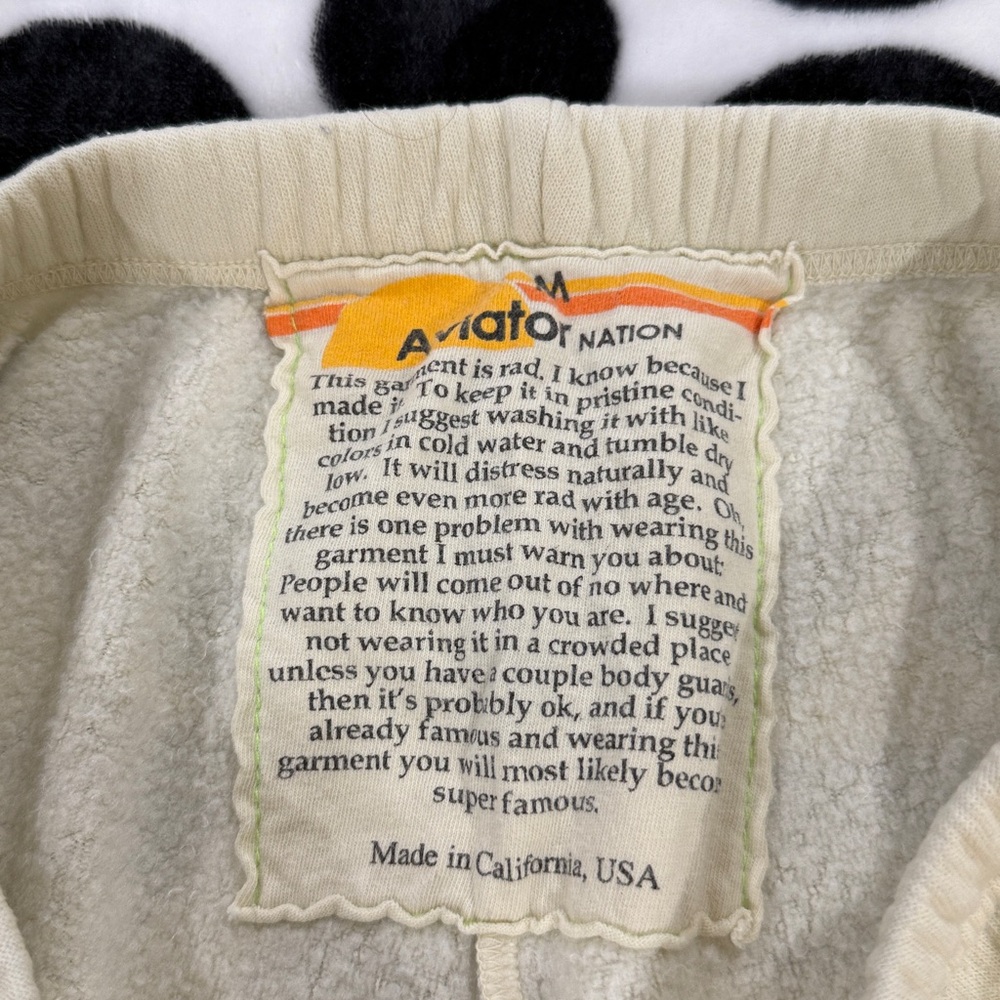 M
Aviator NATION
This garment is rad. I know because I
made it. To keep it in pristine condi-
tion I suggest washing it with like
colors in cold water and tumble dry
low. It will distress naturally and
become even more rad with age. Oh,
there is one problem with wearing this
garment I must warn you about:
People will come out of no where and
want to know who you are. I suggest
not wearing it in a crowded place
unless you have a couple body guards,
then it's probably ok, and if you
already famous and wearing this
garment you will most likely become
super famous.
Made in California, USA